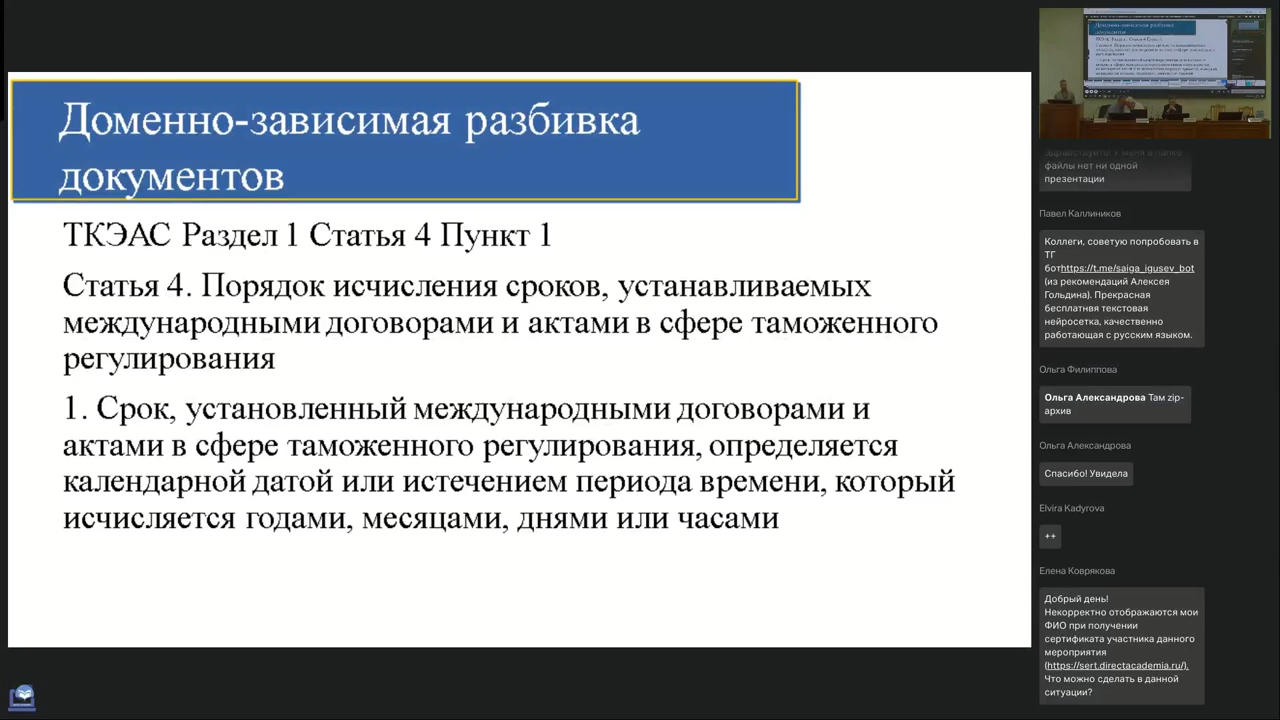 Доменно-зависимая разбивка
документов
ТКЭАС Раздел 1 Статья 4 Пункт 1
Статья 4. Порядок исчисления сроков, устанавливаемых
международными договорами и актами в сфере таможенного
регулирования
1. Срок, установленный международными договорами и
актами в сфере таможенного регулирования, определяется
календарной датой или истечением периода времени, который
исчисляется годами, месяцами, днями или часами
Здравствуйте! У меня в папке
файлы нет ни одной
презентации
Павел Каллиников
Коллеги, советую попробовать в
ТГ
ботhttps://t.me/saiga_igusev_bot
(из рекомендаций Алексея
Гольдина). Прекрасная
бесплатнвя текстовая
нейросетка, качественно
работающая с русским языком.
Ольга Филиппова
Ольга Александрова Там zip-
архив
Ольга Александрова
Спасибо! Увидела
Elvira Kadyrova
++
Елена Коврякова
Добрый день!
Некорректно отображаются мои
ФИО при получении
сертификата участника данного
мероприятия
(https://sert.directacademia.ru/).
Что можно сделать в данной
ситуации?